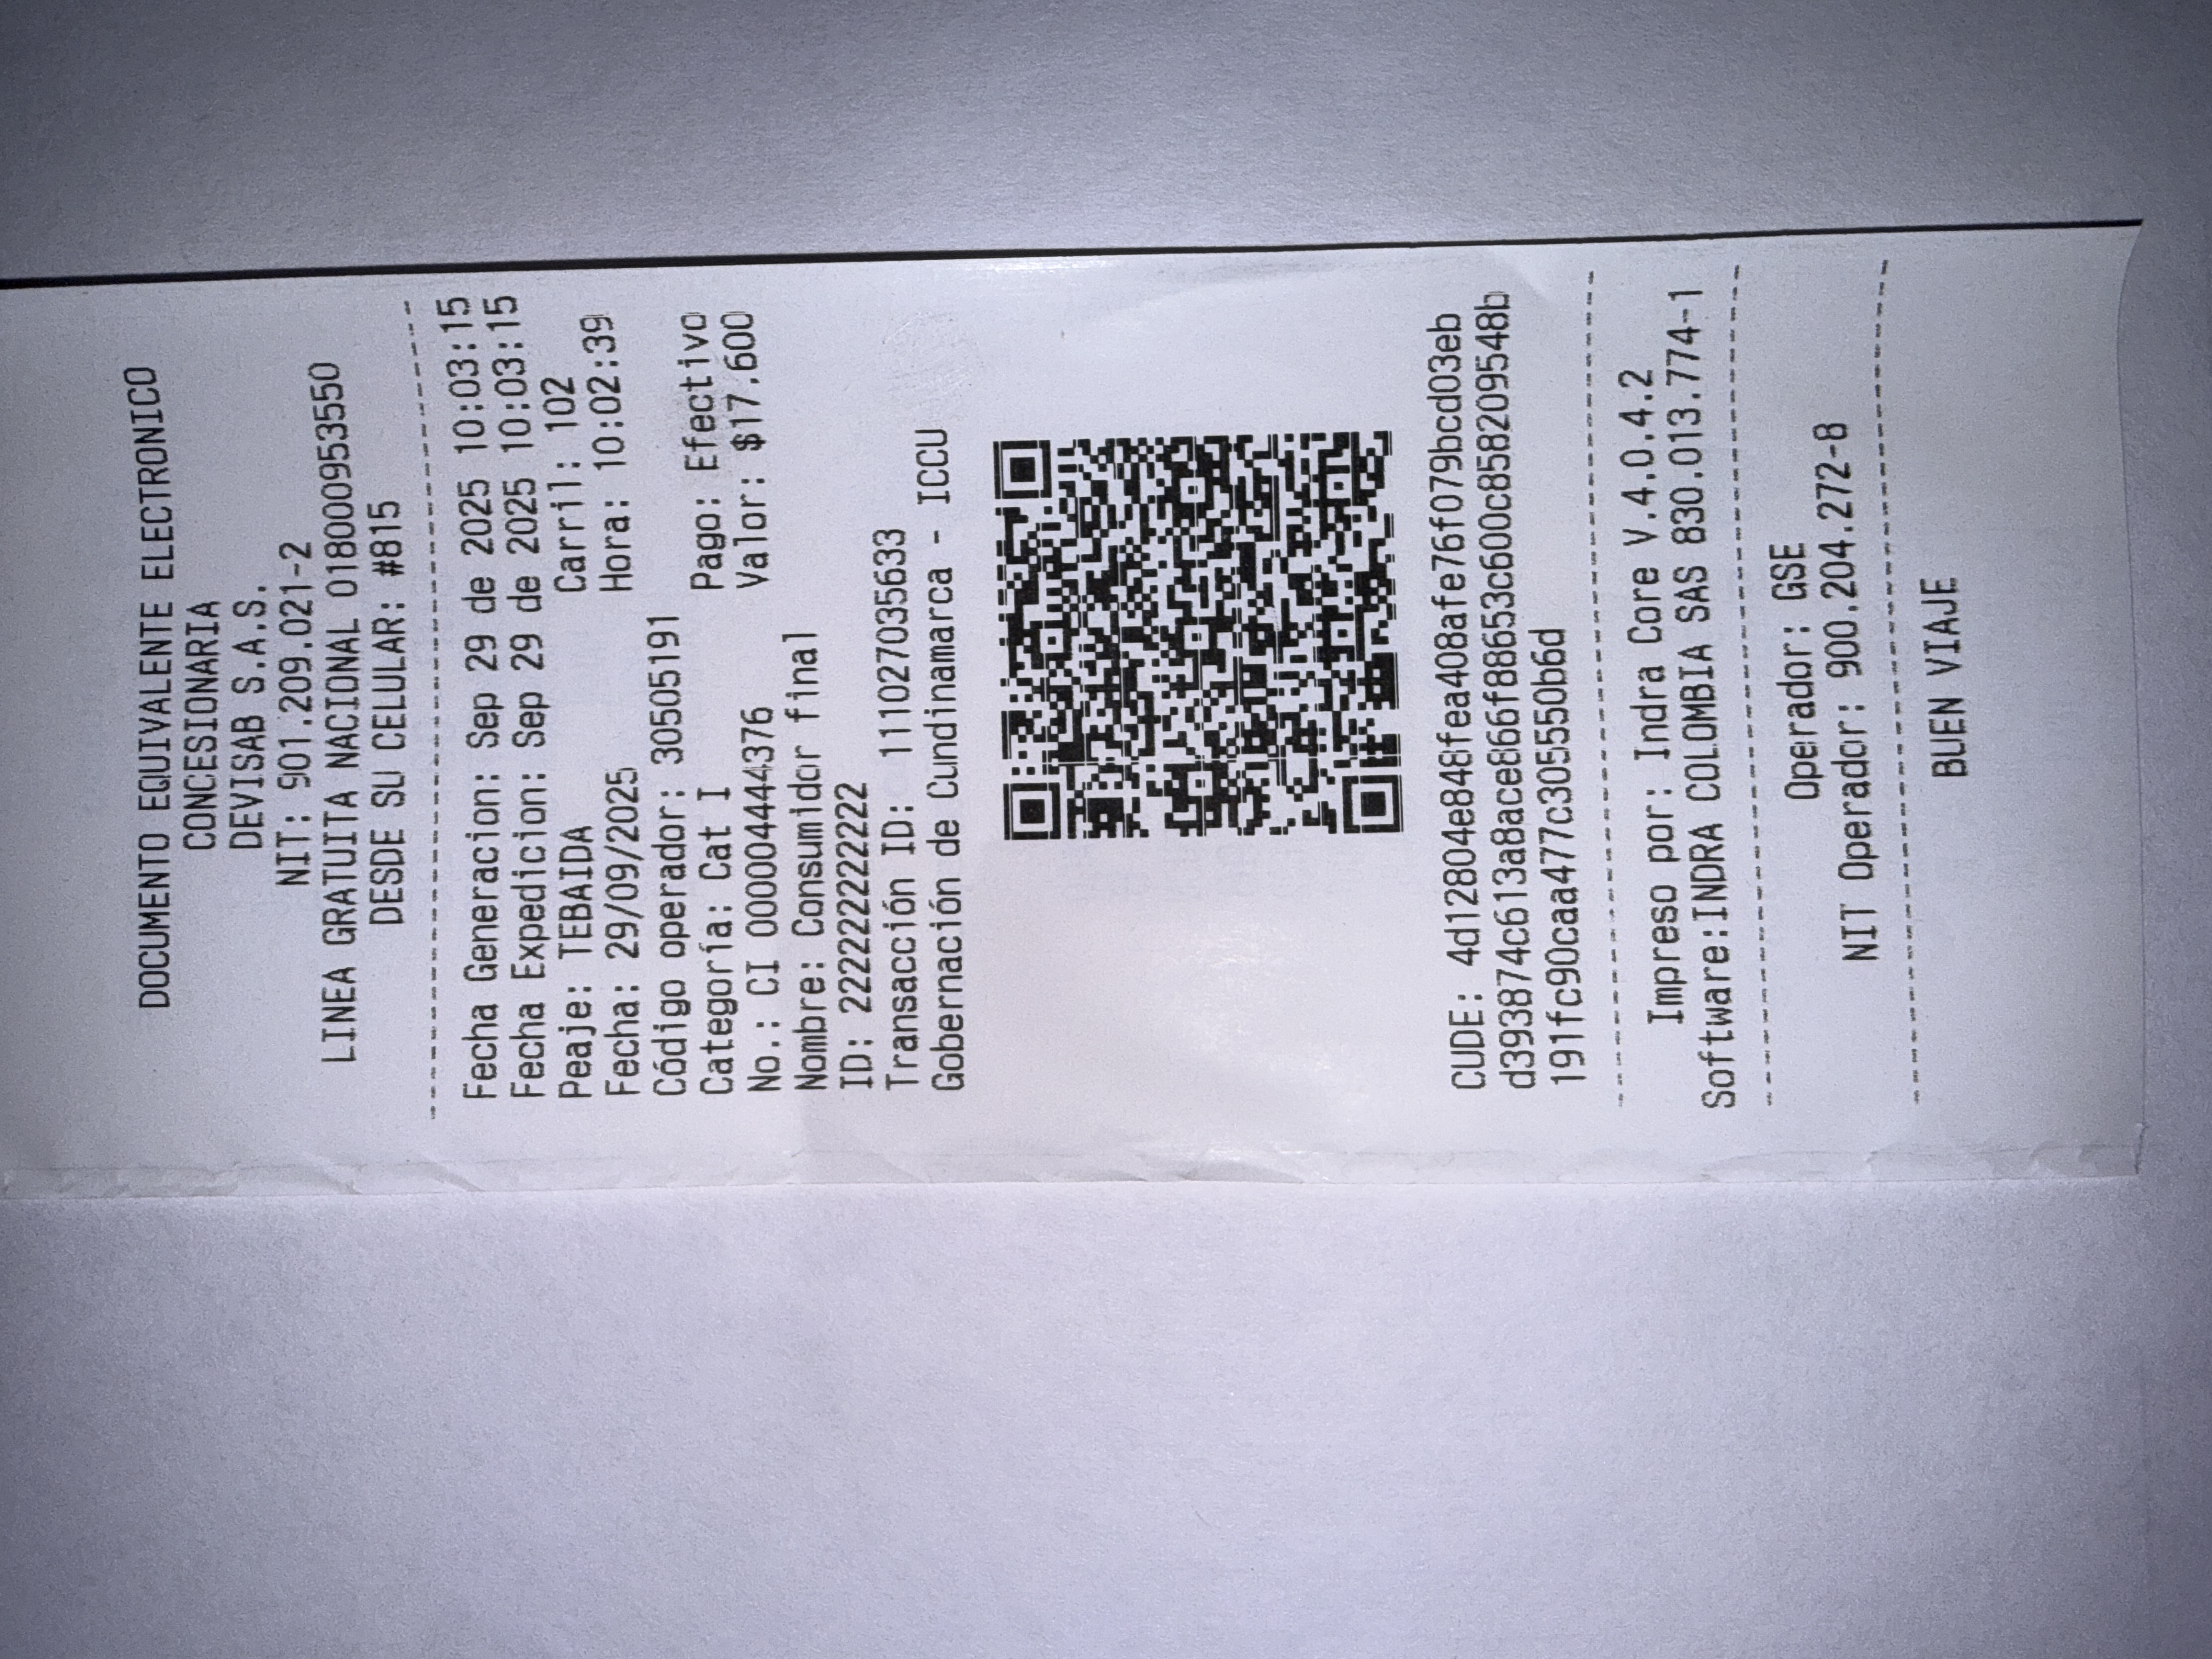 DOCUMENTO EQUIVALENTE ELECTRONICO
CONCESIONARIA
DEVISAB S.A.S.
NIT: 901.209.021-2
LINEA GRATUITA NACIONAL 018000953550
DESDE SU CELULAR: #815
Fecha Generacion: Sep 29 de 2025 10:03:15
Fecha Expedicion: Sep 29 de 2025 10:03:15
Peaje: TEBAIDA Carril: 102
Fecha: 29/09/2025 Hora: 10:02:39
Código operador: 30505191
Categoría: Cat I Pago: Efectivo
No.: CI 000004444376 Valor: $17.600
Nombre: Consumidor final
ID: 222222222222
Transacción ID: 11102703563​3
Gobernación de Cundinamarca - ICCU
CUDE: 4d12804e848fea408afe76f079bcd03eb
d393874c613a8ace866f88653c600c8582095​48b
191fc90caa477c305550b6d
Impreso por: Indra Core V.4.0.4.2
Software:INDRA COLOMBIA SAS 830.013.774-1
Operador: GSE
NIT Operador: 900.204.272-8
BUEN VIAJE